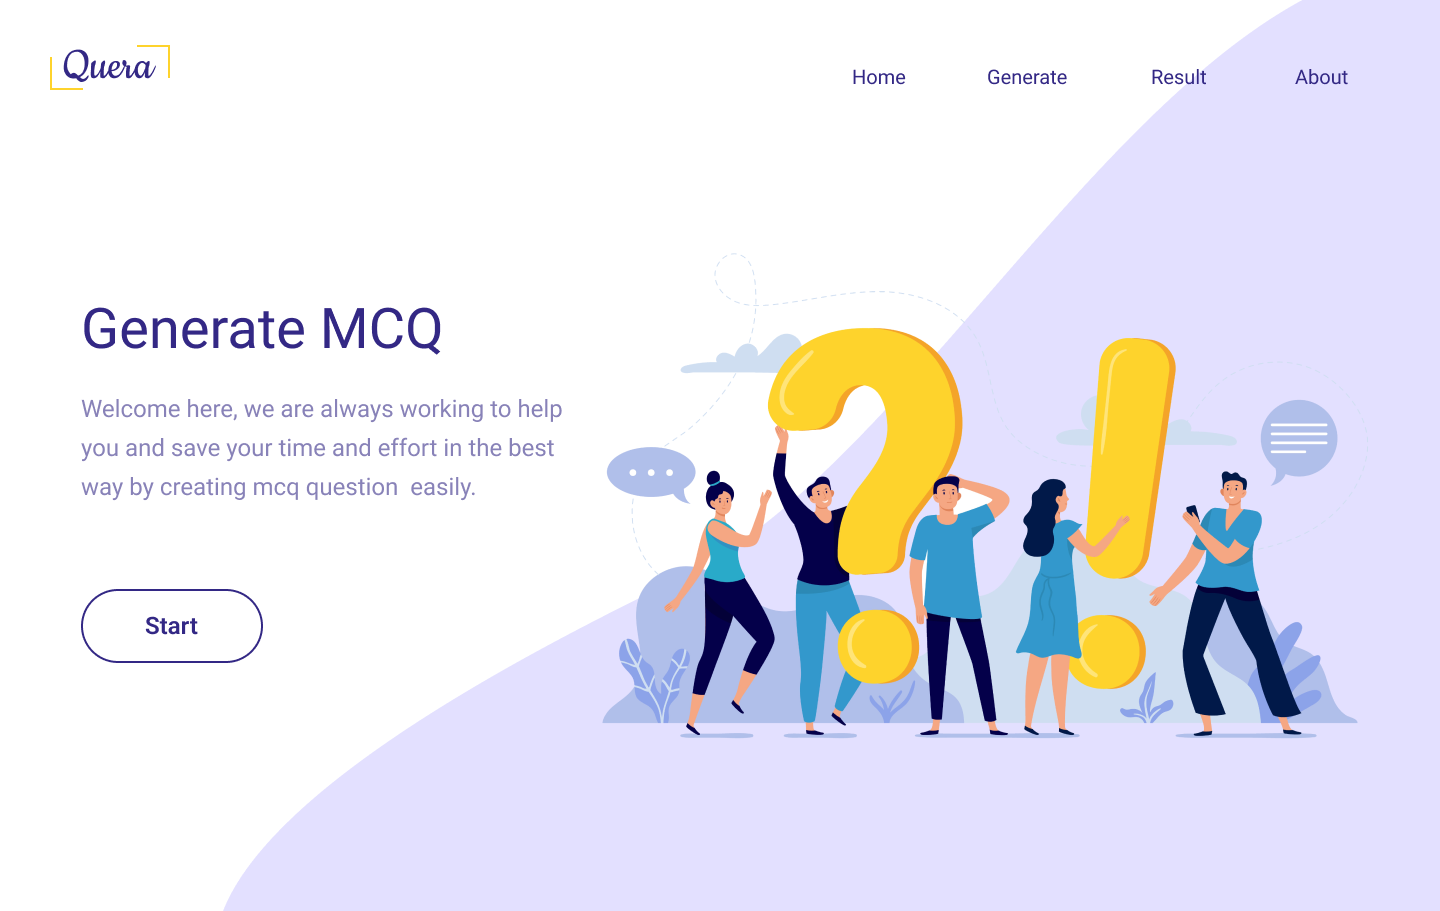 Quera
Home Generate Result About
Generate MCQ
Welcome here, we are always working to help
you and save your time and effort in the best
way by creating mcq question  easily.
Start